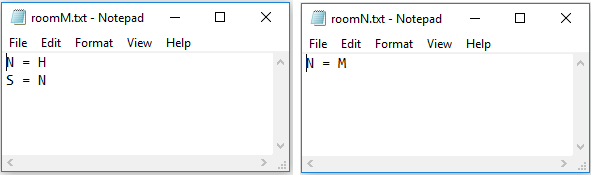 roomM.txt - Notepad
File Edit Format View Help
N = H
S = N
roomN.txt - Notepad
File Edit Format View Help
N = M